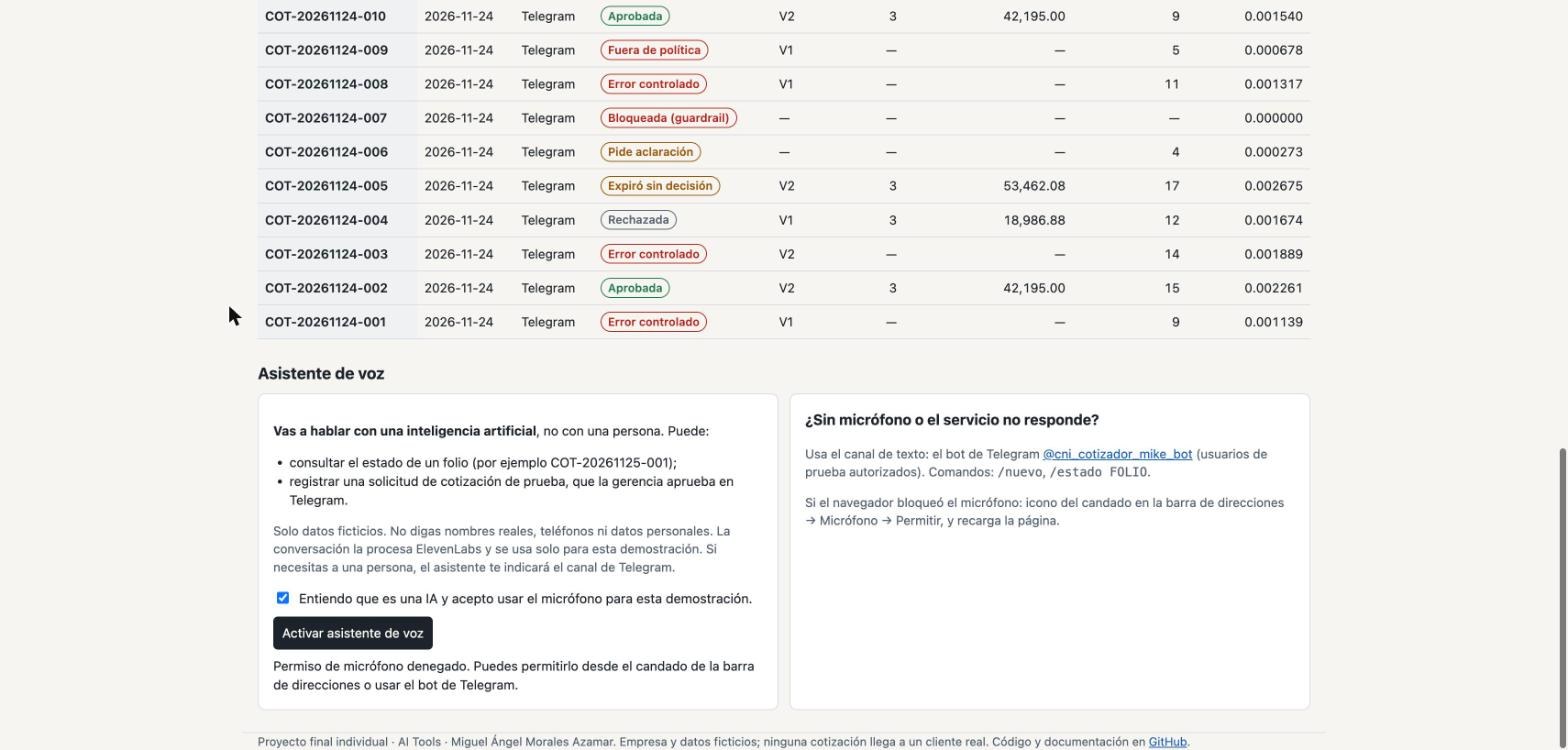 COT-20261124-010 2026-11-24 Telegram Aprobada V2 3 42,195.00 9 0.001540
COT-20261124-009 2026-11-24 Telegram Fuera de política V1 — — 5 0.000678
COT-20261124-008 2026-11-24 Telegram Error controlado V1 — — 11 0.001317
COT-20261124-007 2026-11-24 Telegram Bloqueada (guardrail) — — — — 0.000000
COT-20261124-006 2026-11-24 Telegram Pide aclaración — — — 4 0.000273
COT-20261124-005 2026-11-24 Telegram Expiró sin decisión V2 3 53,462.08 17 0.002675
COT-20261124-004 2026-11-24 Telegram Rechazada V1 3 18,986.88 12 0.001674
COT-20261124-003 2026-11-24 Telegram Error controlado V2 — — 14 0.001889
COT-20261124-002 2026-11-24 Telegram Aprobada V2 3 42,195.00 15 0.002261
COT-20261124-001 2026-11-24 Telegram Error controlado V1 — — 9 0.001139
Asistente de voz
Vas a hablar con una inteligencia artificial, no con una persona. Puede:
• consultar el estado de un folio (por ejemplo COT-20261125-001);
• registrar una solicitud de cotización de prueba, que la gerencia aprueba en
Telegram.
Solo datos ficticios. No digas nombres reales, teléfonos ni datos personales. La
conversación la procesa ElevenLabs y se usa solo para esta demostración. Si
necesitas a una persona, el asistente te indicará el canal de Telegram.
Entiendo que es una IA y acepto usar el micrófono para esta demostración.
Activar asistente de voz
Permiso de micrófono denegado. Puedes permitirlo desde el candado de la barra
de direcciones o usar el bot de Telegram.
¿Sin micrófono o el servicio no responde?
Usa el canal de texto: el bot de Telegram @cni_cotizador_mike_bot (usuarios de
prueba autorizados). Comandos: /nuevo, /estado FOLIO.
Si el navegador bloqueó el micrófono: icono del candado en la barra de direcciones
→ Micrófono → Permitir, y recarga la página.
Proyecto final individual · AI Tools · Miguel Ángel Morales Azamar. Empresa y datos ficticios; ninguna cotización llega a un cliente real. Código y documentación en GitHub.